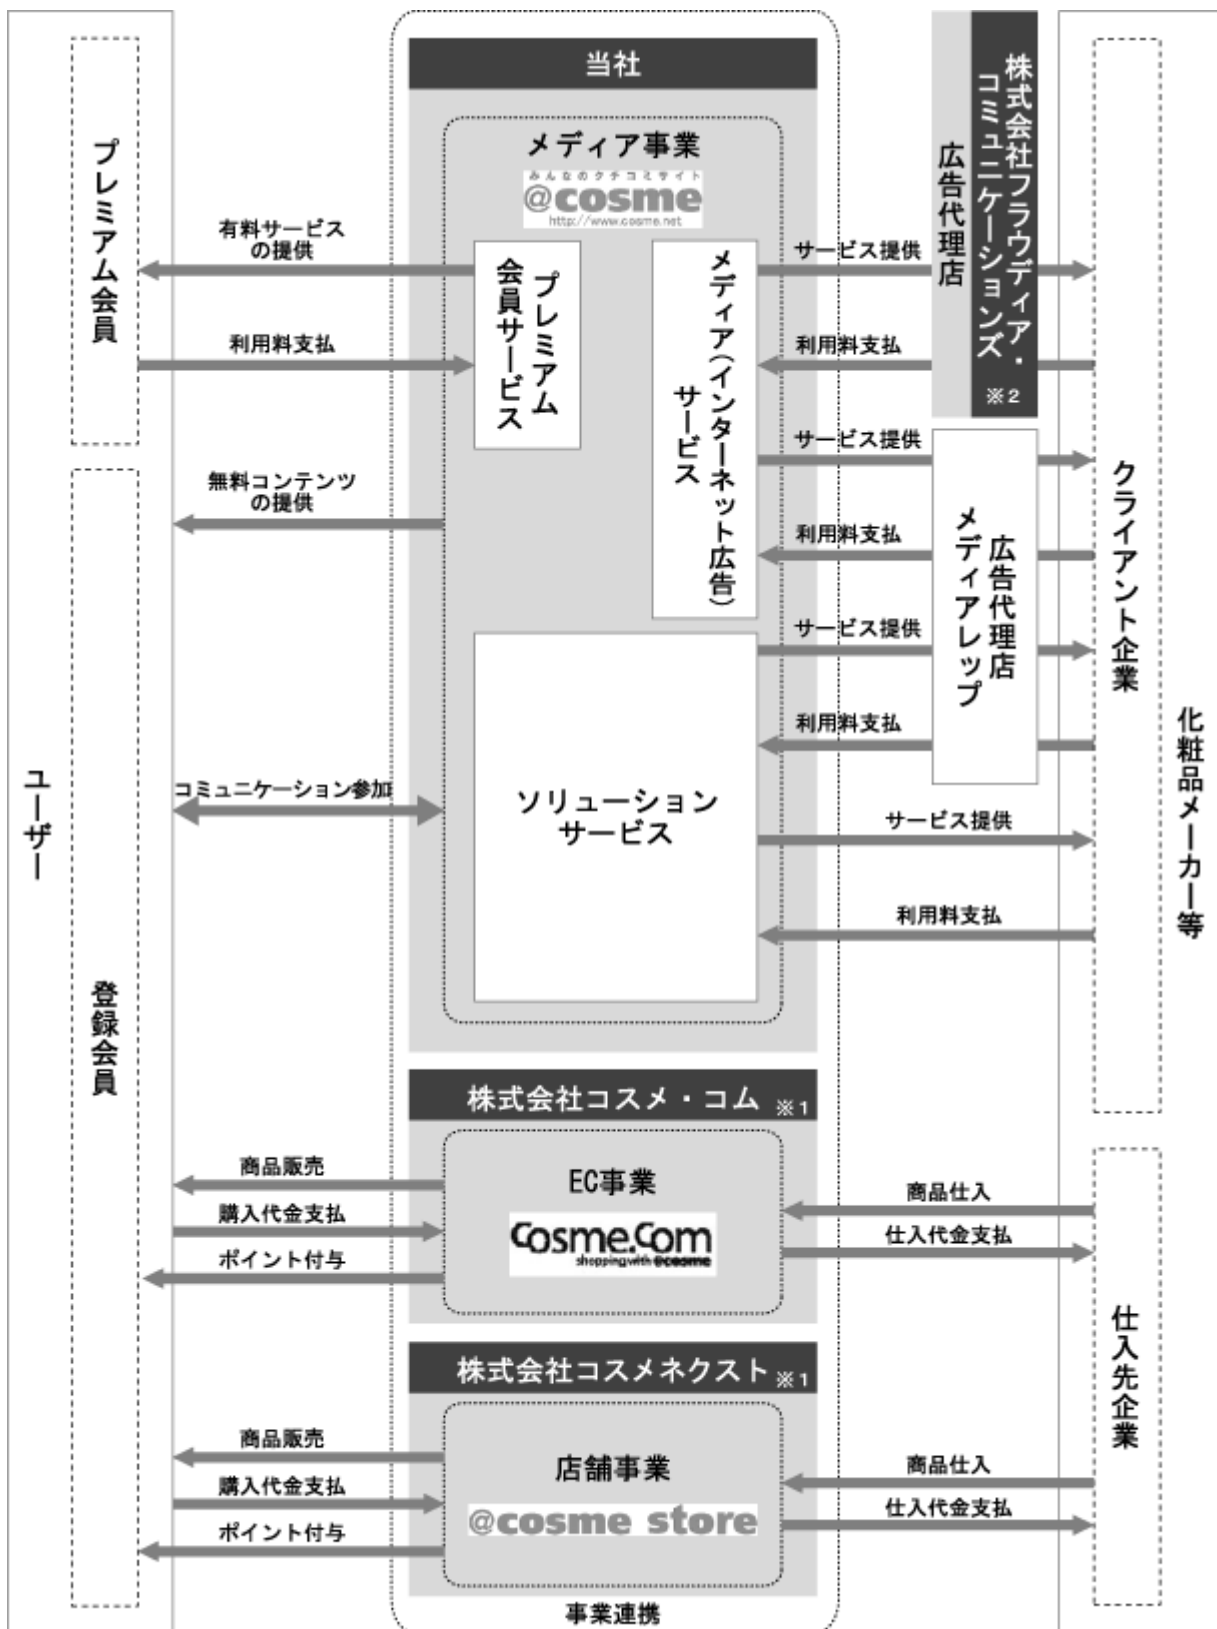 当社
メディア事業
みんなのクチコミサイト
@cosme
http://www.cosme.net
プレミアム
会員サービス
メディア(インターネット広告)
サービス
ソリューション
サービス
ユーザー
プレミアム会員
登録会員
有料サービス
の提供
利用料支払
無料コンテンツ
の提供
コミュニケーション参加
サービス提供
利用料支払
サービス提供
利用料支払
サービス提供
利用料支払
サービス提供
利用料支払
株式会社フラウディア・
コミュニケーションズ
※2
広告代理店
広告代理店
メディアレップ
クライアント企業
化粧品メーカー等
株式会社コスメ・コム ※1
EC事業
Cosme.Com
shopping with @cosme
商品販売
購入代金支払
ポイント付与
商品仕入
仕入代金支払
株式会社コスメネクスト ※1
店舗事業
@cosme store
商品販売
購入代金支払
ポイント付与
商品仕入
仕入代金支払
仕入先企業
事業連携